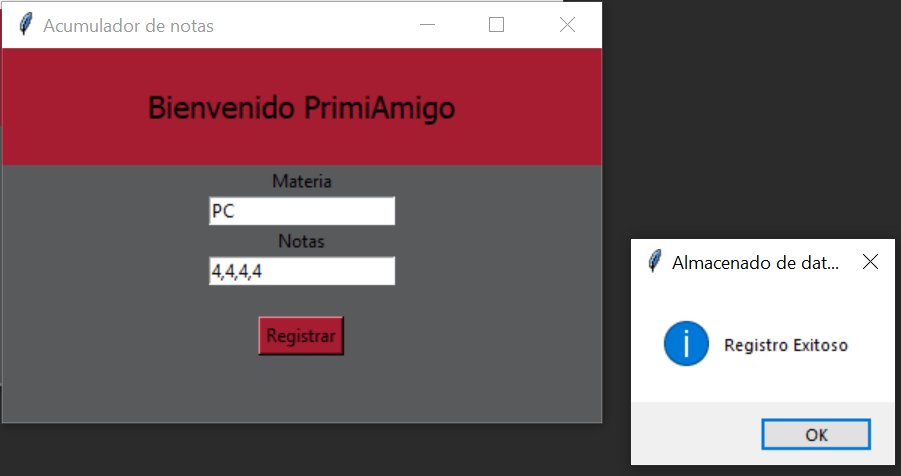 Acumulador de notas
Bienvenido PrimiAmigo
Materia
PC
Notas
4,4,4,4
Registrar
Almacenado de dat...
i
Registro Exitoso
OK